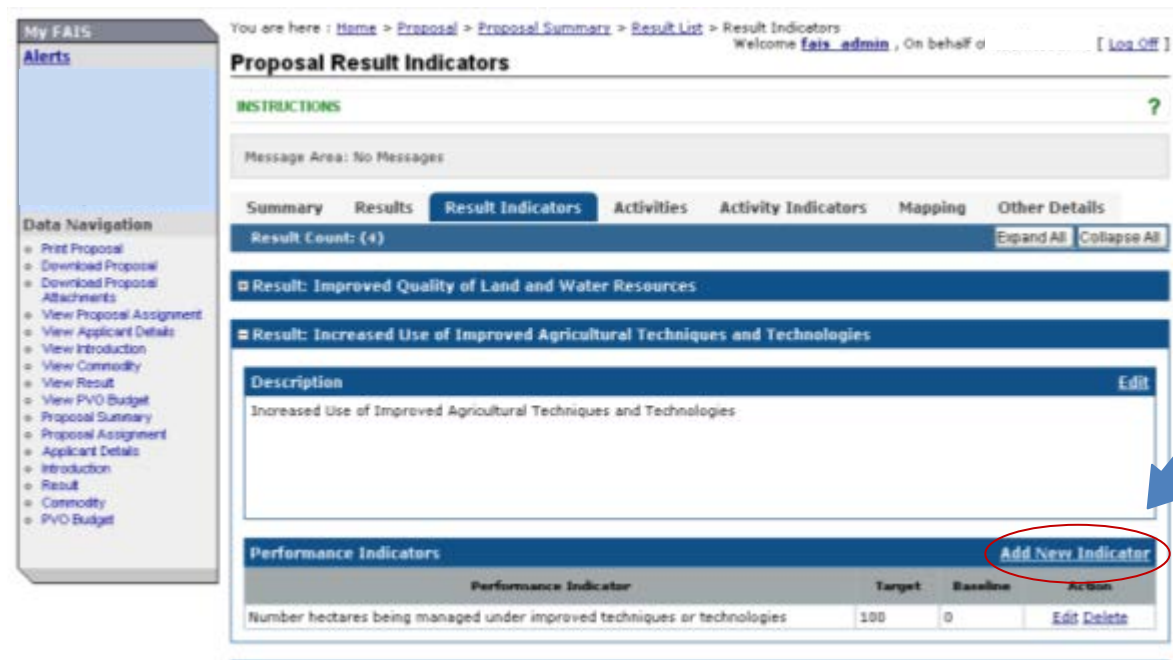 My FAIS
Alerts
Data Navigation
Print Proposal
Download Proposal
Download Proposal
Attachments
View Proposal Assignment
View Applicant Details
View Introduction
View Commodity
View Result
View PVO Budget
Proposal Summary
Proposal Assignment
Applicant Details
Introduction
Result
Commodity
PVO Budget
You are here : Home > Proposal > Proposal Summary > Result List > Result Indicators
Welcome fais_admin , On behalf of [ Log Off ]
Proposal Result Indicators
INSTRUCTIONS ?
Message Area: No Messages
Summary Results Result Indicators Activities Activity Indicators Mapping Other Details
Result Count: (4) Expand All Collapse All
Result: Improved Quality of Land and Water Resources
Result: Increased Use of Improved Agricultural Techniques and Technologies
Description Edit
Increased Use of Improved Agricultural Techniques and Technologies
Performance Indicators Add New Indicator
Performance Indicator Target Baseline Action
Number hectares being managed under improved techniques or technologies 100 0 Edit Delete